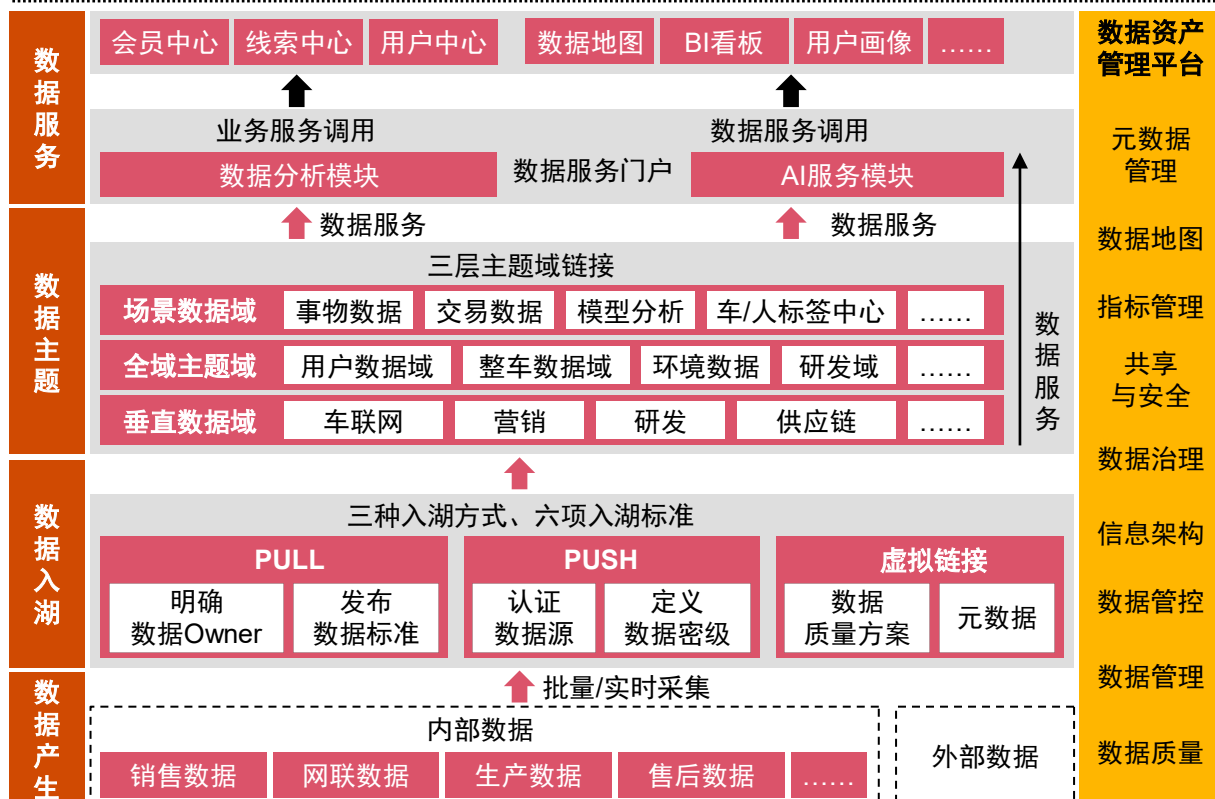 数据服务
会员中心 线索中心 用户中心 数据地图 BI看板 用户画像 ……
业务服务调用 数据服务调用
数据分析模块 数据服务门户 AI服务模块
数据服务 数据服务
数据主题
三层主题域链接
场景数据域 事物数据 交易数据 模型分析 车/人标签中心 ……
全域主题域 用户数据域 整车数据域 环境数据 研发域 ……
垂直数据域 车联网 营销 研发 供应链 ……
数据服务
数据入湖
三种入湖方式、六项入湖标准
PULL PUSH 虚拟链接
明确
数据Owner
发布
数据标准
认证
数据源
定义
数据密级
数据
质量方案
元数据
数据产生
批量/实时采集
内部数据
销售数据 网联数据 生产数据 售后数据 ……
外部数据
数据资产
管理平台
元数据
管理
数据地图
指标管理
共享
与安全
数据治理
信息架构
数据管控
数据管理
数据质量